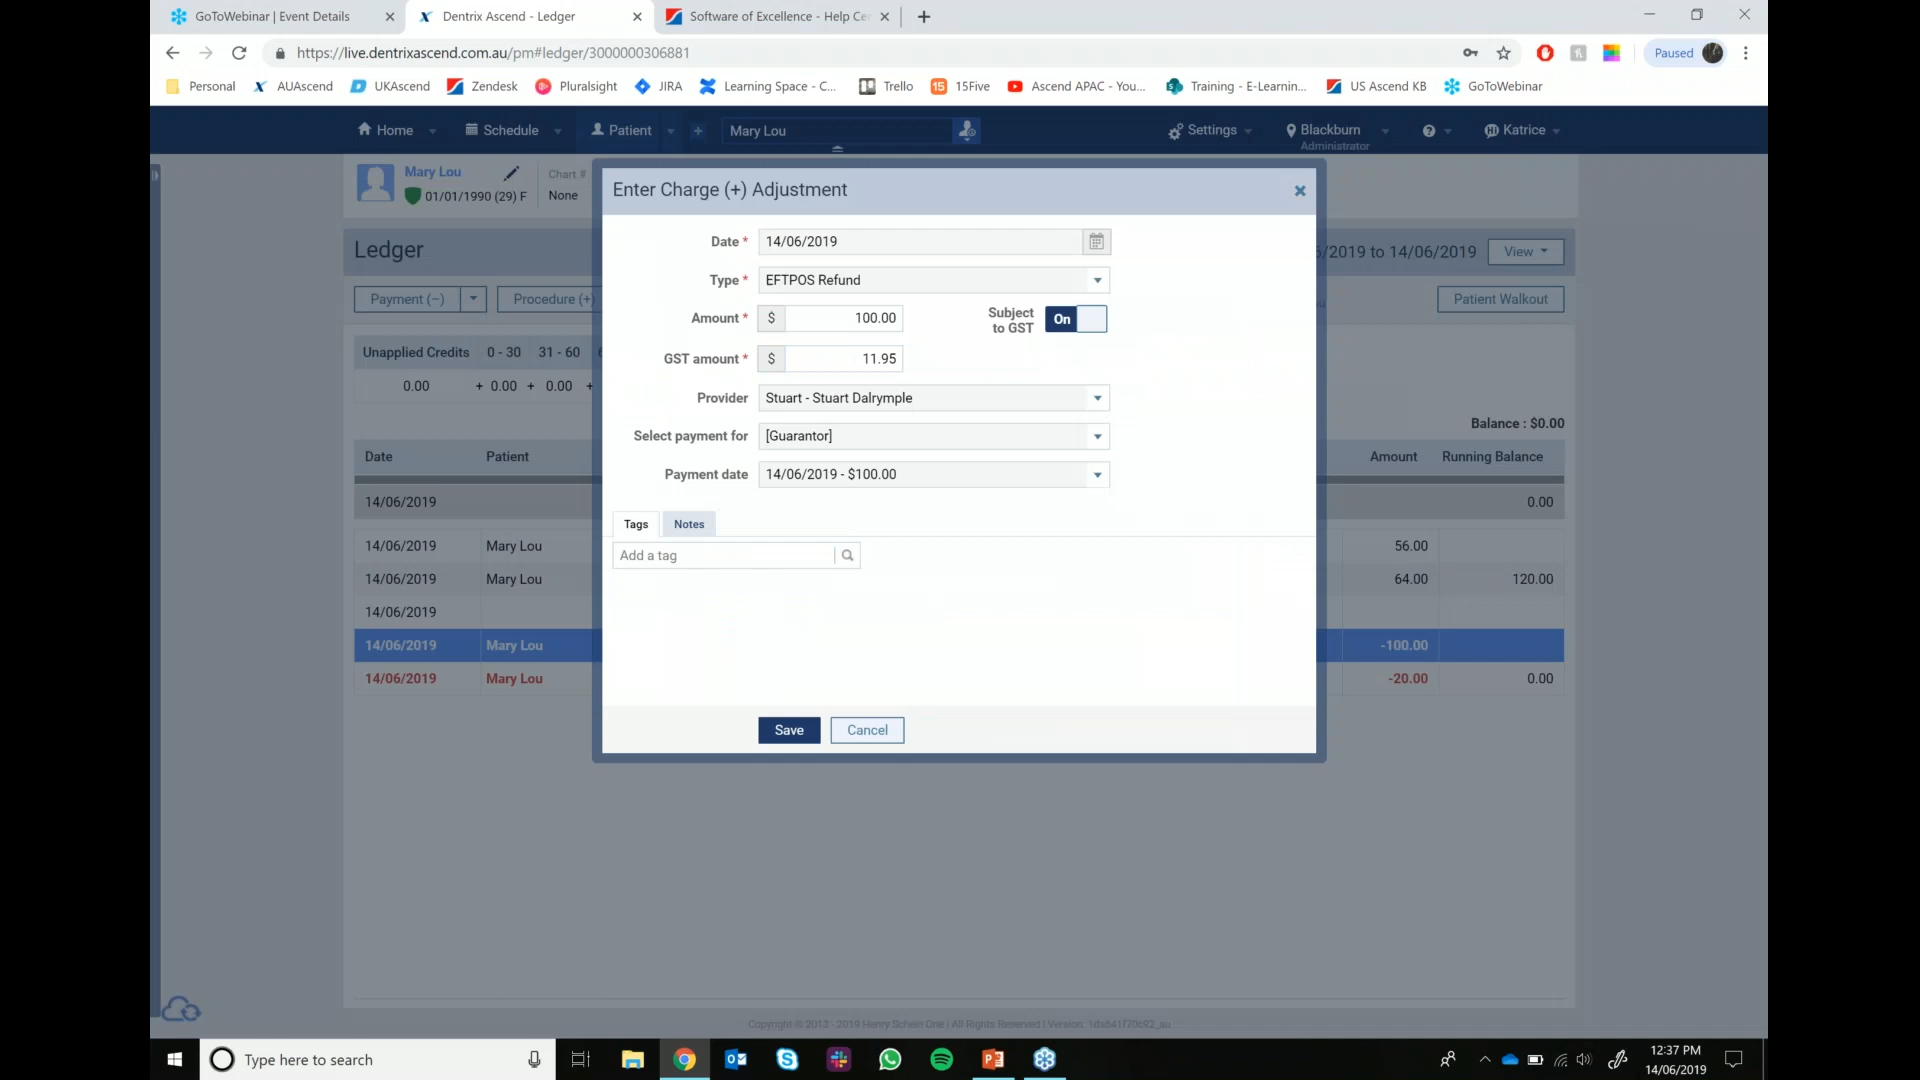 GoToWebinar | Event Details
Dentrix Ascend - Ledger
Software of Excellence - Help Ce
https://live.dentrixascend.com.au/pm#ledger/3000000306881
Paused
Personal AUAscend UKAscend Zendesk Pluralsight JIRA Learning Space - C... Trello 15Five Ascend APAC - You... Training - E-Learnin... US Ascend KB GoToWebinar
Home Schedule Patient + Mary Lou Settings Blackburn ? Katrice
Administrator
Mary Lou
01/01/1990 (29) F
Chart #
None
Ledger
/2019 to 14/06/2019 View
Payment (−) Procedure (+) Patient Walkout
Unapplied Credits 0 - 30 31 - 60
0.00 + 0.00 + 0.00 +
Balance : $0.00
Date Patient Amount Running Balance
14/06/2019 0.00
14/06/2019 Mary Lou 56.00
14/06/2019 Mary Lou 64.00 120.00
14/06/2019
14/06/2019 Mary Lou -100.00
14/06/2019 Mary Lou -20.00 0.00
Enter Charge (+) Adjustment
Date * 14/06/2019
Type * EFTPOS Refund
Amount * $ 100.00 Subject
to GST On
GST amount * $ 11.95
Provider Stuart - Stuart Dalrymple
Select payment for [Guarantor]
Payment date 14/06/2019 - $100.00
Tags Notes
Add a tag
Save Cancel
Type here to search
12:37 PM
14/06/2019